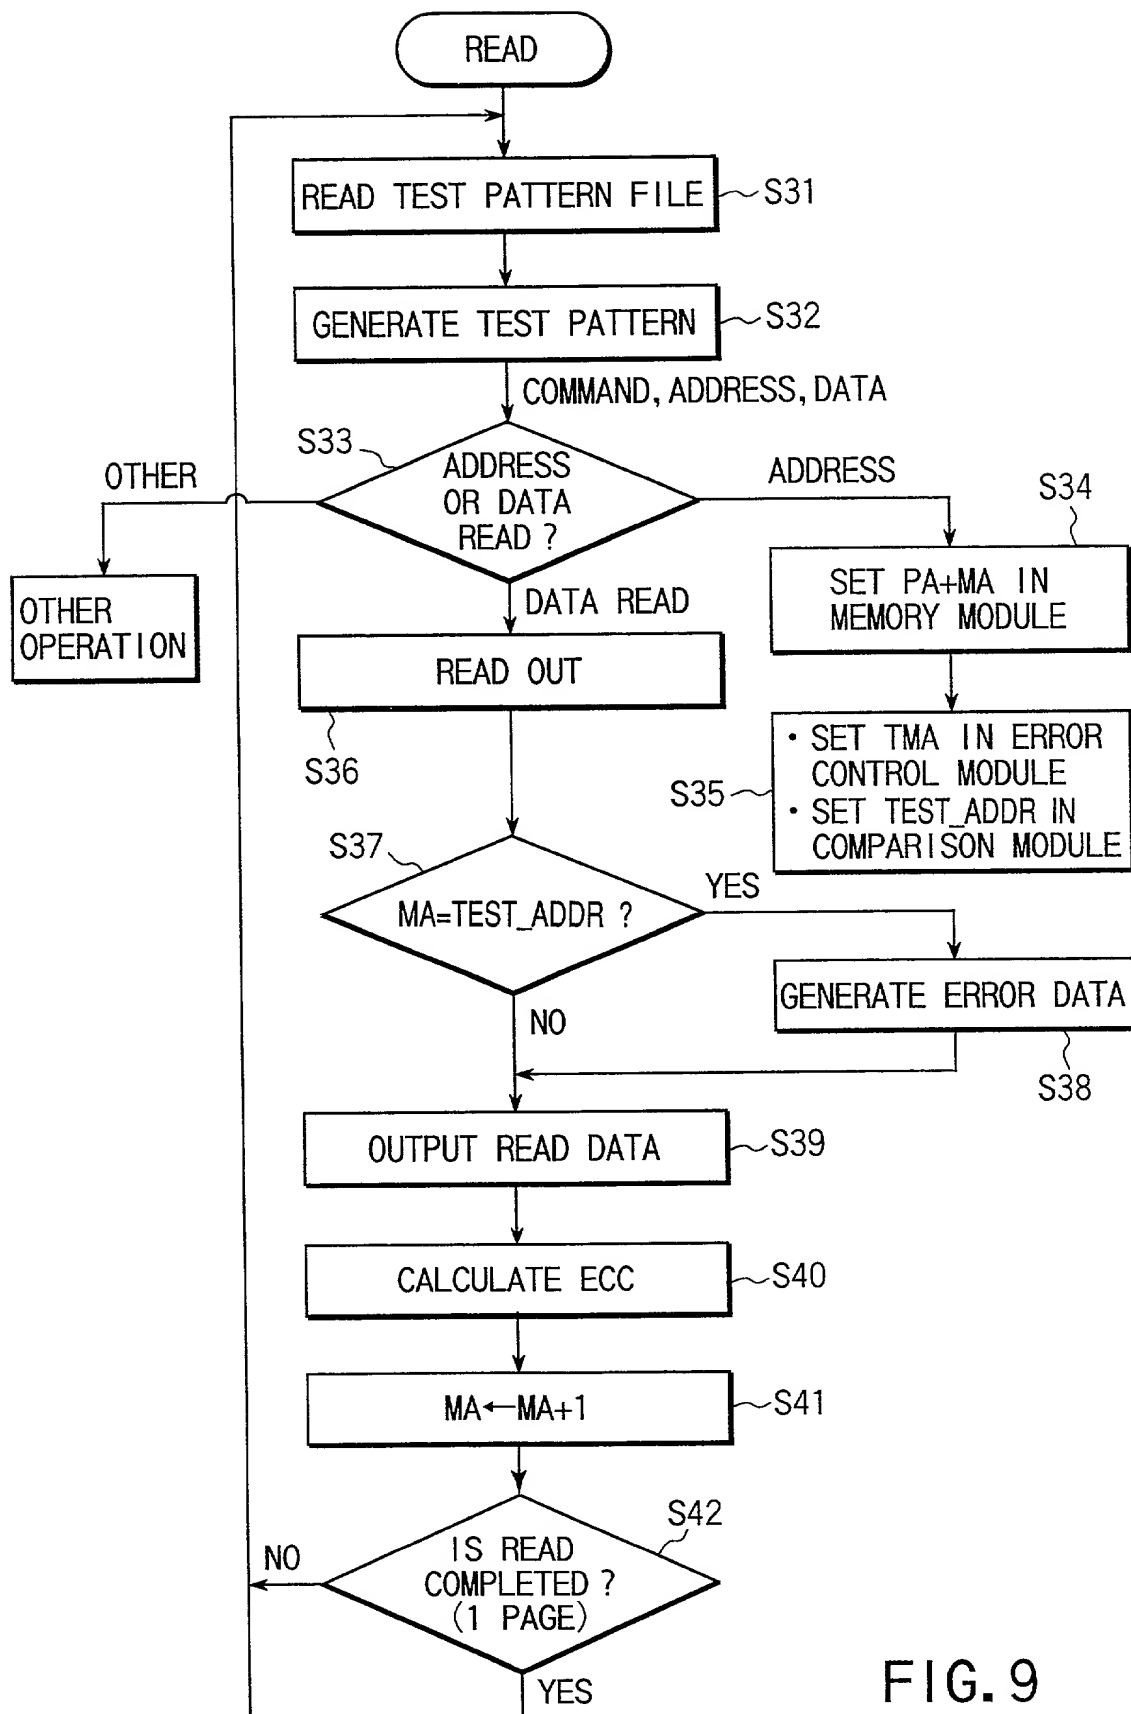 READ
READ TEST PATTERN FILE
S31
GENERATE TEST PATTERN
S32
COMMAND, ADDRESS, DATA
S33
ADDRESS
OR DATA
READ ?
OTHER
ADDRESS
OTHER
OPERATION
DATA READ
S34
SET PA+MA IN
MEMORY MODULE
READ OUT
S36
S35
・SET TMA IN ERROR
CONTROL MODULE
・SET TEST_ADDR IN
COMPARISON MODULE
S37
MA=TEST_ADDR ?
YES
GENERATE ERROR DATA
S38
NO
OUTPUT READ DATA
S39
CALCULATE ECC
S40
MA←MA+1
S41
S42
IS READ
COMPLETED ?
(1 PAGE)
NO
YES
FIG. 9